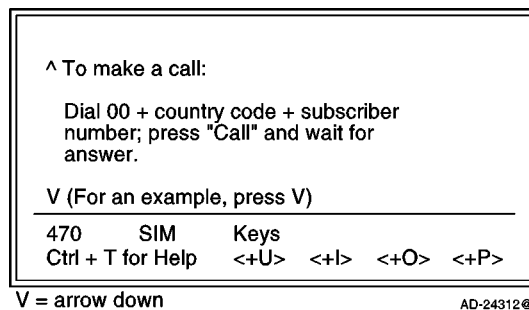 ^ To make a call:
Dial 00 + country code + subscriber
number; press "Call" and wait for
answer.
V (For an example, press V)
470 SIM Keys
Ctrl + T for Help <+U> <+I> <+O> <+P>
V = arrow down
AD-24312@